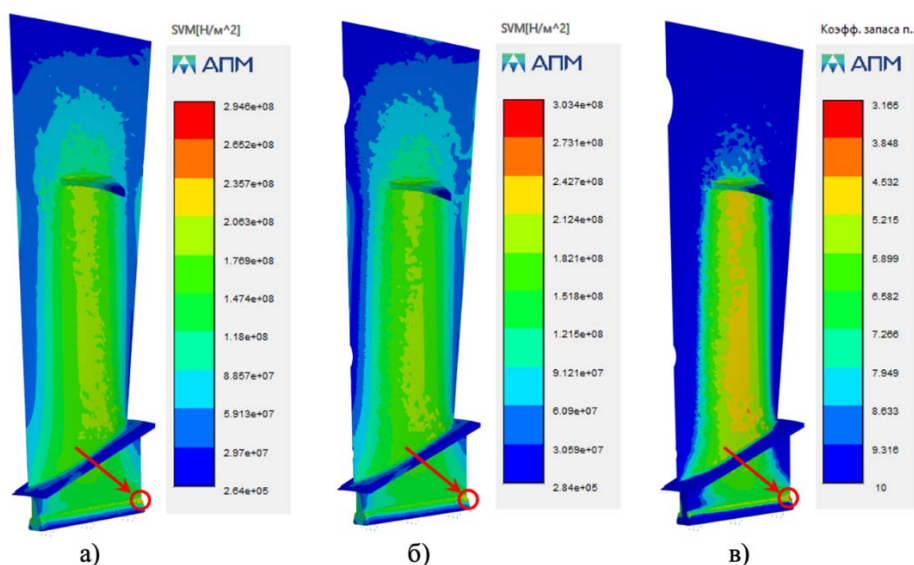 SVM[Н/м^2]
АПМ
2.946e+08
2.652e+08
2.357e+08
2.063e+08
1.769e+08
1.474e+08
1.18e+08
8.857e+07
5.913e+07
2.97e+07
2.64e+05
а)
SVM[Н/м^2]
АПМ
3.034e+08
2.731e+08
2.427e+08
2.124e+08
1.821e+08
1.518e+08
1.215e+08
9.121e+07
6.09e+07
3.059e+07
2.84e+05
б)
Коэфф. запаса п..
АПМ
3.165
3.848
4.532
5.215
5.899
6.582
7.266
7.949
8.633
9.316
10
в)